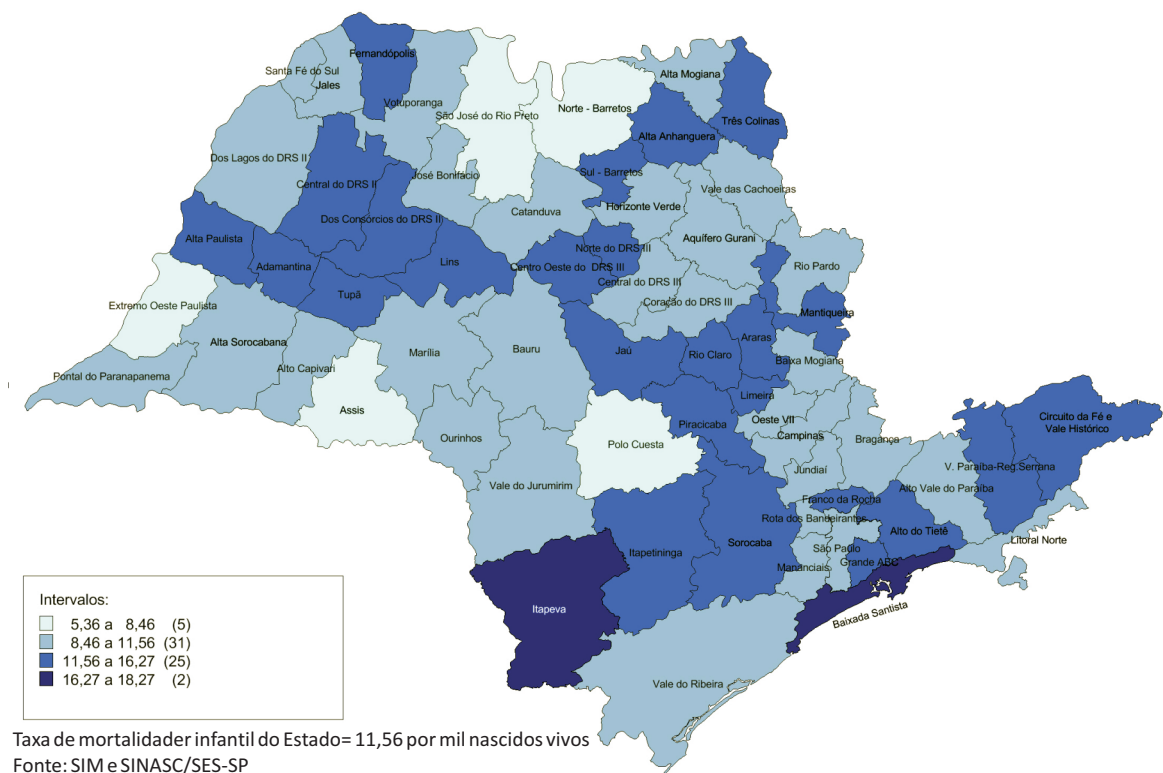 Fernandópolis
Santa Fé do Sul
Jales
Votuporanga
São José do Rio Preto
Norte - Barretos
Alta Mogiana
Três Colinas
Alta Anhanguera
Dos Lagos do DRS II
Central do DRS II
José Bonifácio
Sul - Barretos
Vale das Cachoeiras
Horizonte Verde
Catanduva
Dos Consórcios do DRS II
Alta Paulista
Adamantina
Lins
Norte do DRS III
Centro Oeste do DRS III
Aquífero Gurani
Rio Pardo
Central do DRS III
Tupã
Extremo Oeste Paulista
Coração do DRS III
Mantiqueira
Alta Sorocabana
Marília
Bauru
Jaú
Rio Claro
Araras
Baixa Mogiana
Pontal do Paranapanema
Alto Capivari
Assis
Limeira
Piracicaba
Oeste VII
Campinas
Bragança
Circuito da Fé e
Vale Histórico
Ourinhos
Polo Cuesta
Jundiaí
V. Paraíba-Reg.Serrana
Alto Vale do Paraíba
Vale do Jurumirim
Franco da Rocha
Rota dos Bandeirantes
Alto do Tietê
Litoral Norte
Itapetininga
Sorocaba
São Paulo
Grande ABC
Mananciais
Itapeva
Baixada Santista
Vale do Ribeira
Intervalos:
5,36 a 8,46 (5)
8,46 a 11,56 (31)
11,56 a 16,27 (25)
16,27 a 18,27 (2)
Taxa de mortalidader infantil do Estado= 11,56 por mil nascidos vivos
Fonte: SIM e SINASC/SES-SP